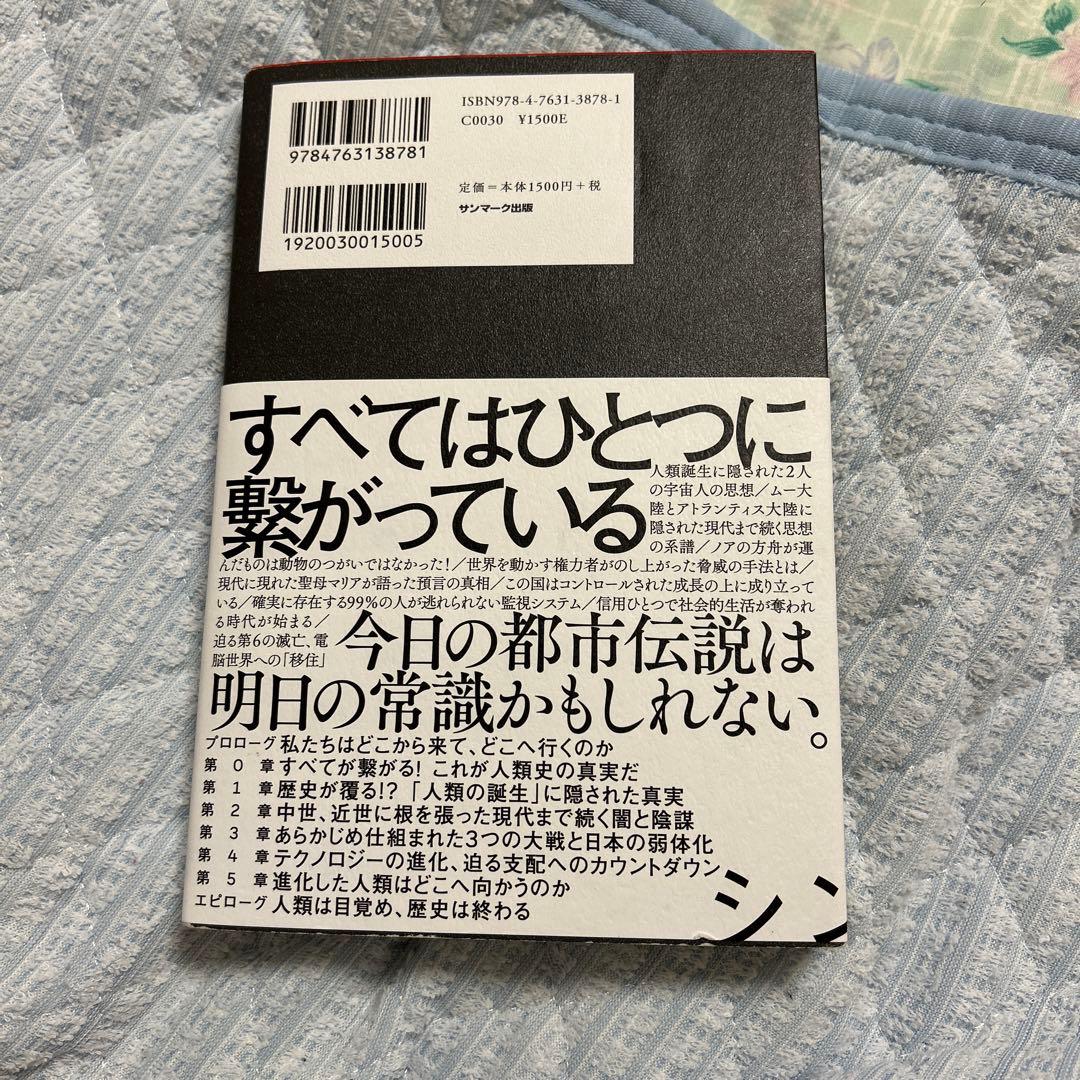 ISBN978-4-7631-3878-1
C0030 ¥1500E
9784763138781
定価＝本体1500円＋税
サンマーク出版
1920030015005
すべてはひとつに
繋がっている
人類誕生に隠された2人
の宇宙人の思想／ムー大
陸とアトランティス大陸に
隠された現代まで続く思想
の系譜／ノアの方舟が運
んだものは動物のつがいではなかった！／世界を動かす権力者がのし上がった脅威の手法とは／
現代に現れた聖母マリアが語った預言の真相／この国はコントロールされた成長の上に成り立って
いる／確実に存在する99％の人が逃れられない監視システム／信用ひとつで社会的生活が奪われ
る時代が始まる／
迫る第6の滅亡、電
脳世界への「移住」
今日の都市伝説は
明日の常識かもしれない。
プロローグ 私たちはどこから来て、どこへ行くのか
第0章 すべてが繋がる！ これが人類史の真実だ
第1章 歴史が覆る!? 「人類の誕生」に隠された真実
第2章 中世、近世に根を張った現代まで続く闇と陰謀
第3章 あらかじめ仕組まれた3つの大戦と日本の弱体化
第4章 テクノロジーの進化、迫る支配へのカウントダウン
第5章 進化した人類はどこへ向かうのか
エピローグ 人類は目覚め、歴史は終わる
シン